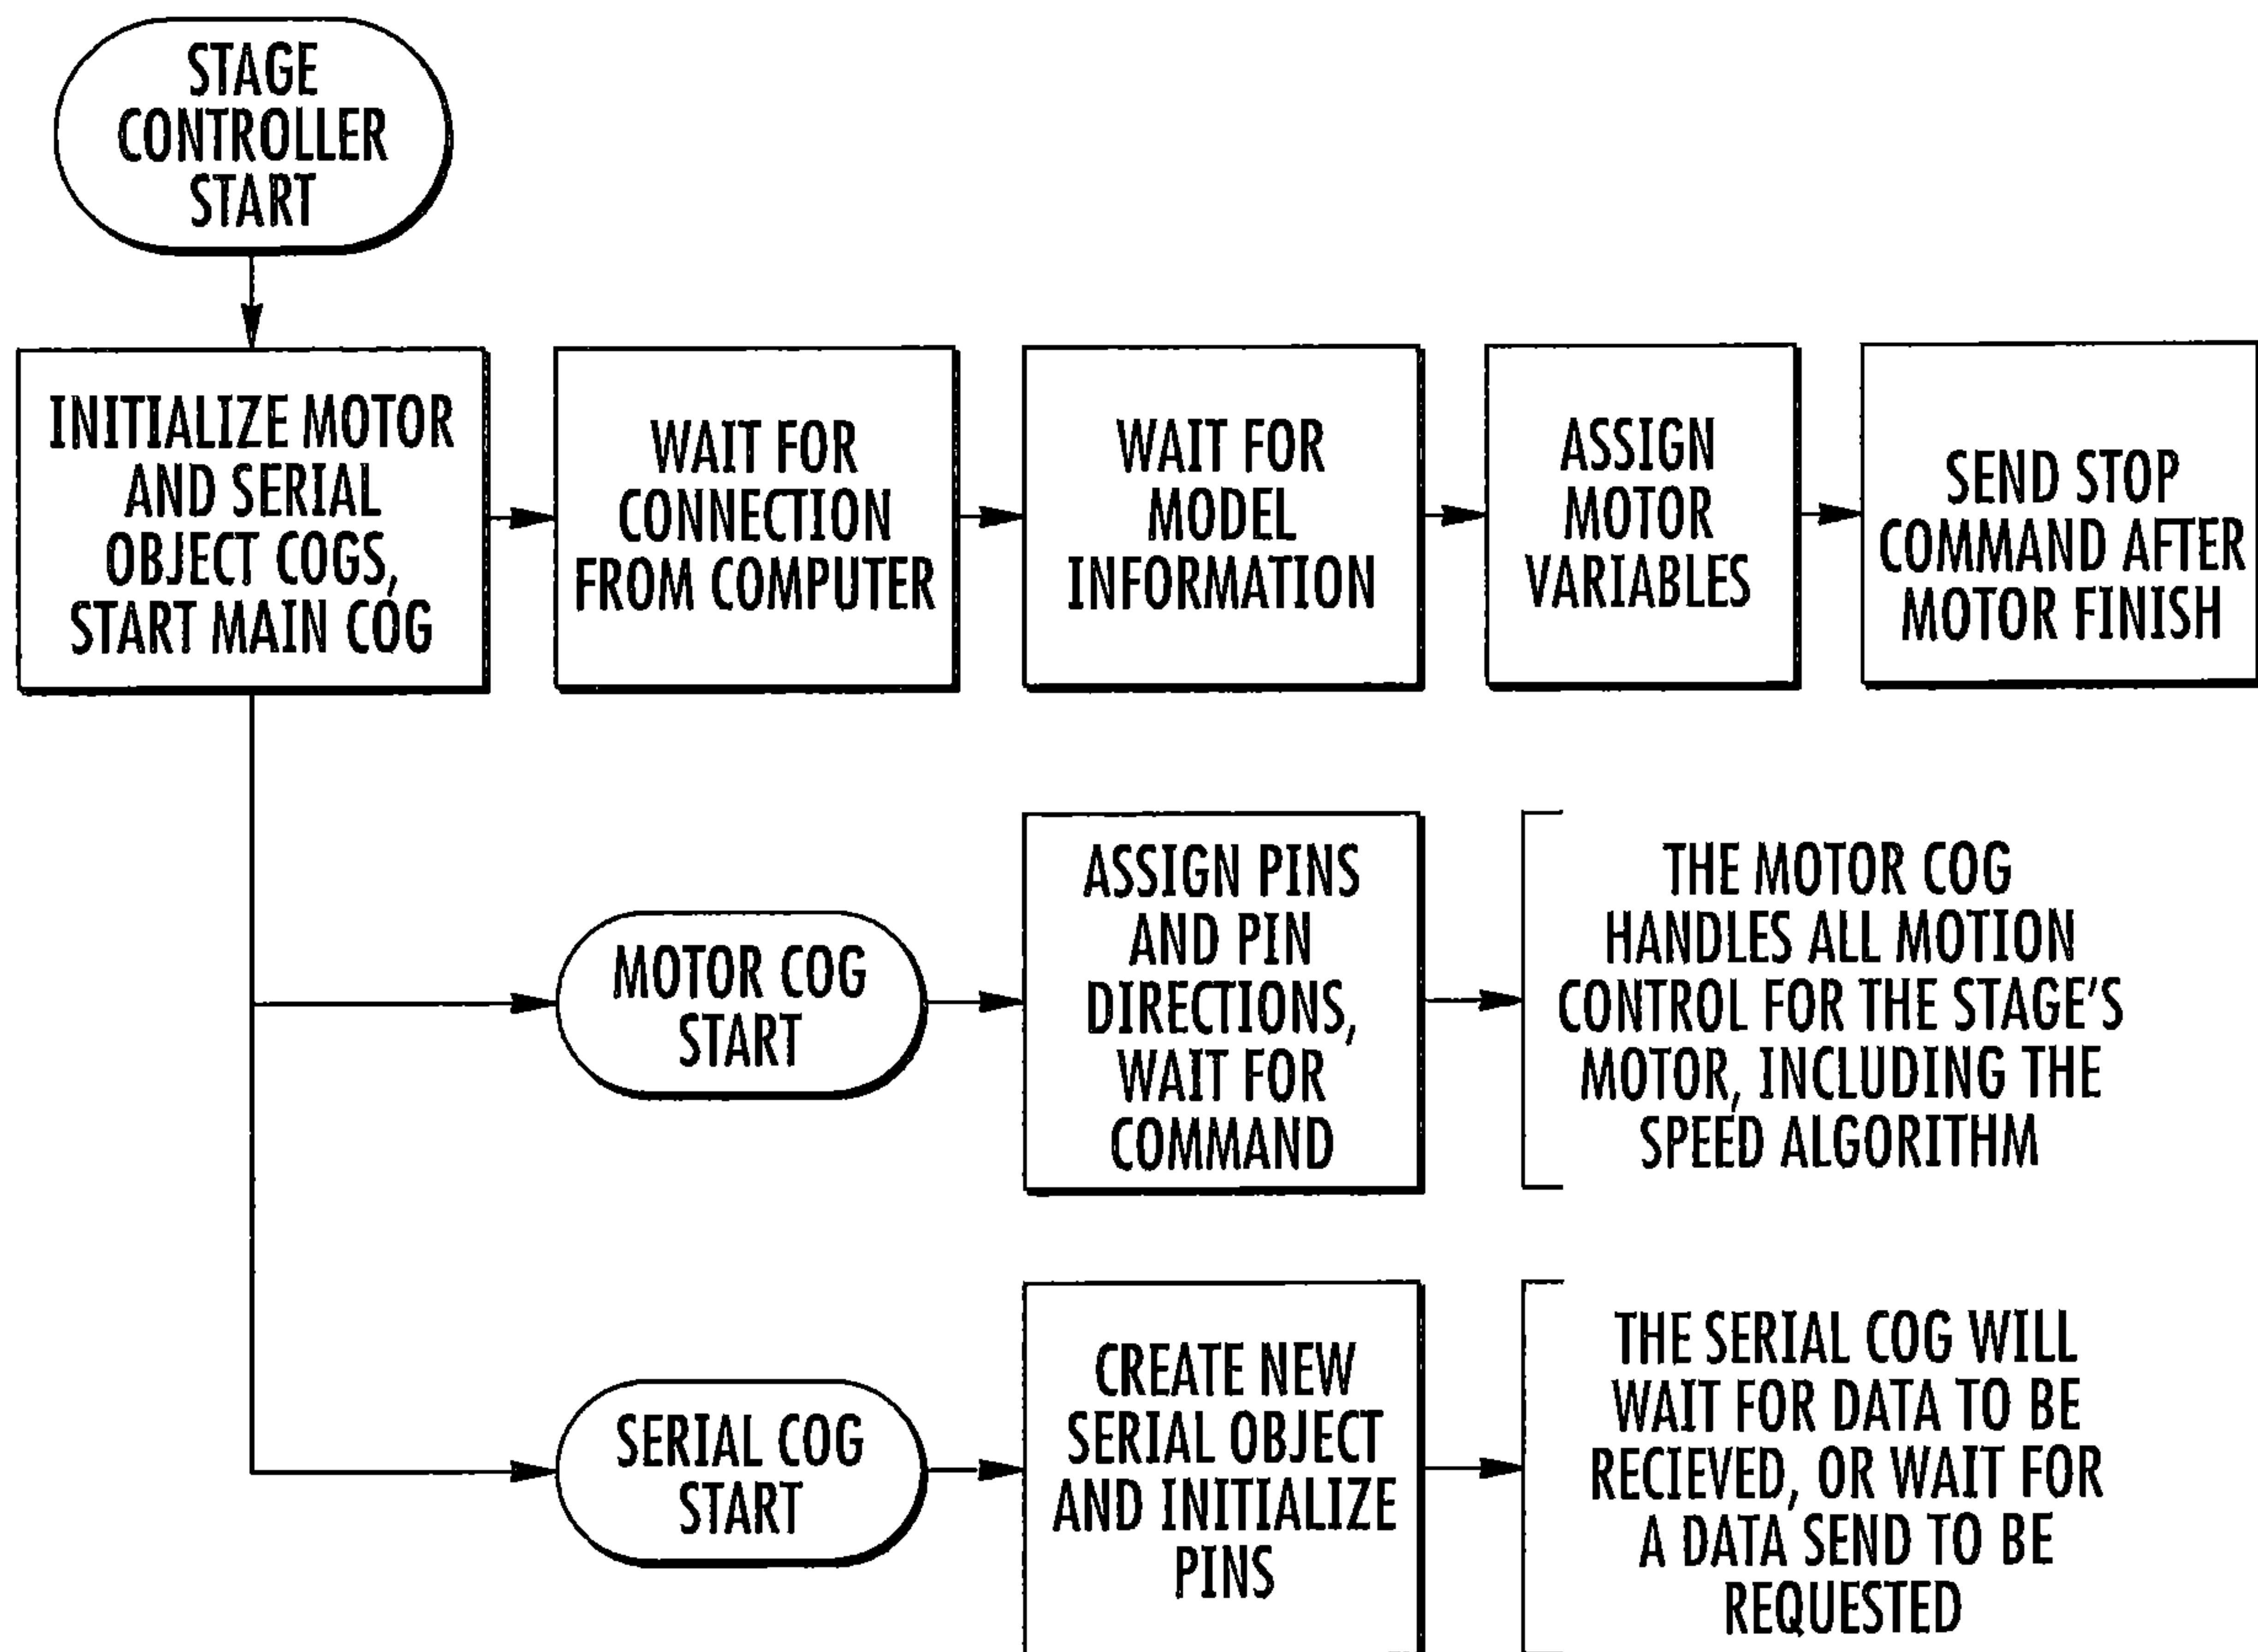 STAGE
CONTROLLER
START
INITIALIZE MOTOR
AND SERIAL
OBJECT COGS,
START MAIN COG
WAIT FOR
CONNECTION
FROM COMPUTER
WAIT FOR
MODEL
INFORMATION
ASSIGN
MOTOR
VARIABLES
SEND STOP
COMMAND AFTER
MOTOR FINISH
MOTOR COG
START
ASSIGN PINS
AND PIN
DIRECTIONS,
WAIT FOR
COMMAND
THE MOTOR COG
HANDLES ALL MOTION
CONTROL FOR THE STAGE'S
MOTOR, INCLUDING THE
SPEED ALGORITHM
SERIAL COG
START
CREATE NEW
SERIAL OBJECT
AND INITIALIZE
PINS
THE SERIAL COG WILL
WAIT FOR DATA TO BE
RECIEVED, OR WAIT FOR
A DATA SEND TO BE
REQUESTED